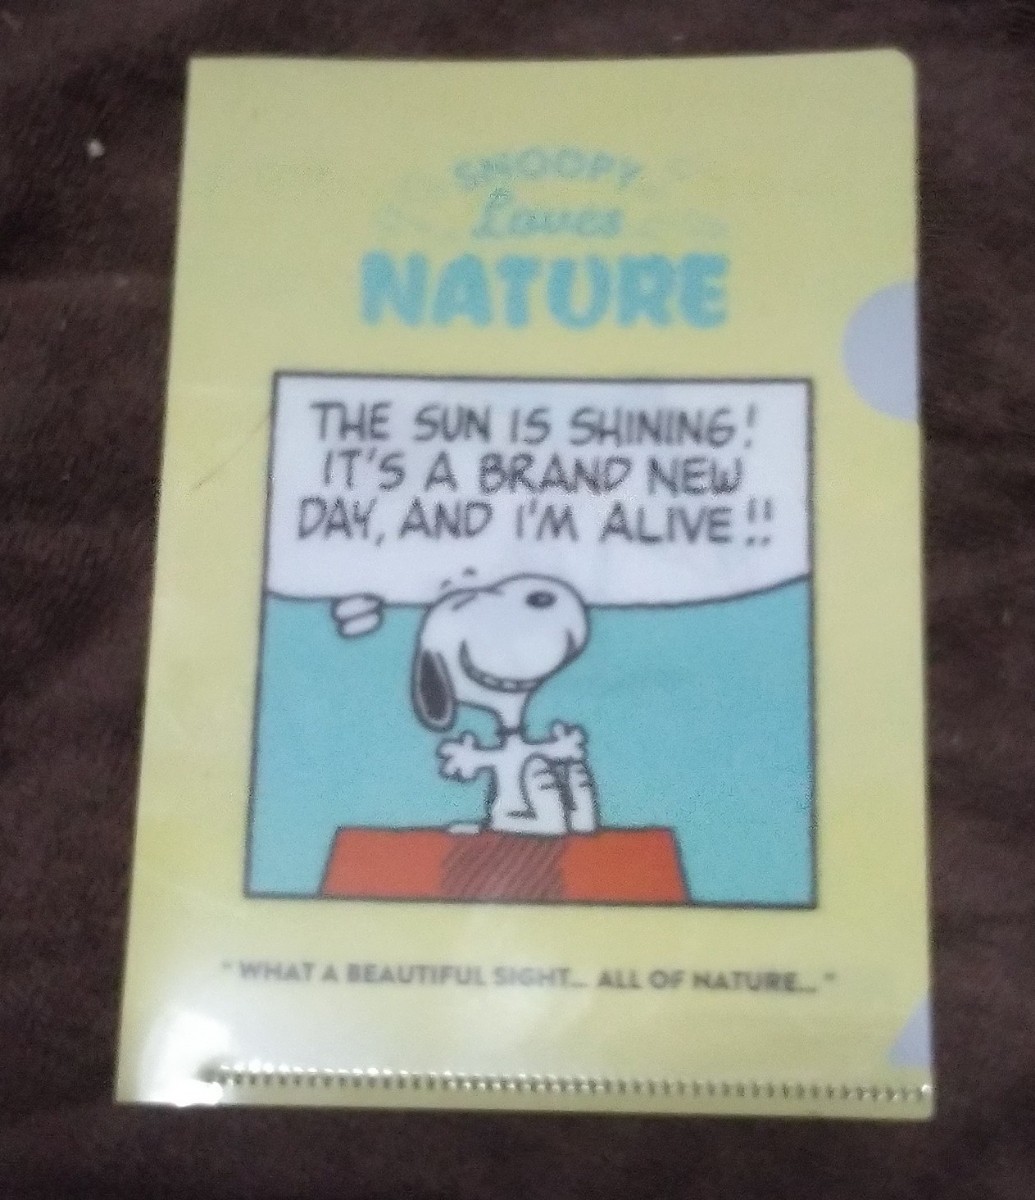 SNOOPY
Loves
NATURE
THE SUN IS SHINING!
IT'S A BRAND NEW
DAY, AND I'M ALIVE!!
"WHAT A BEAUTIFUL SIGHT... ALL OF NATURE..."